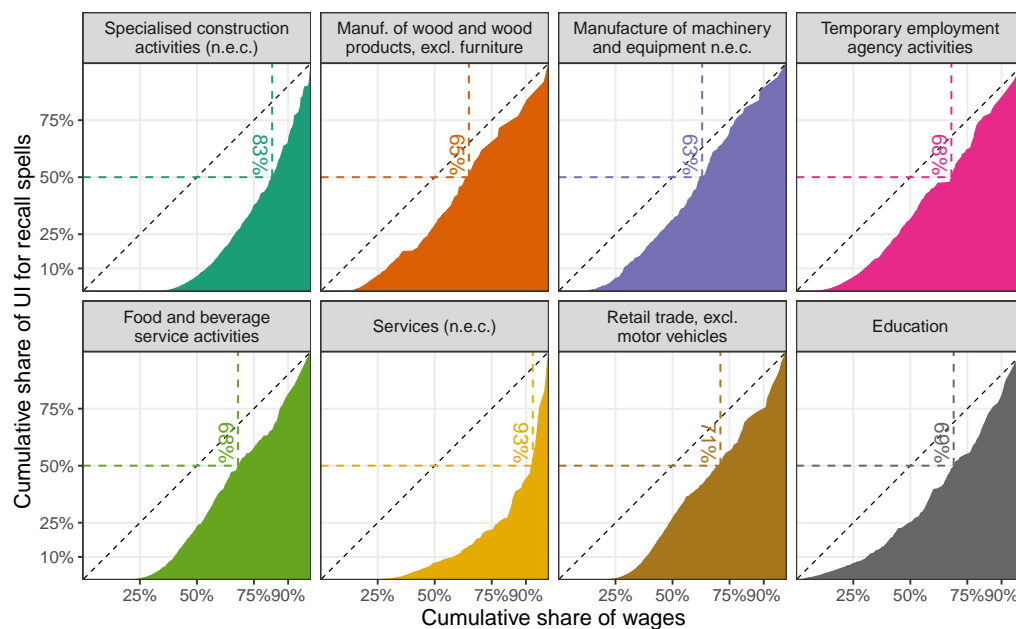 Specialised construction
activities (n.e.c.)
Manuf. of wood and wood
products, excl. furniture
Manufacture of machinery
and equipment n.e.c.
Temporary employment
agency activities
75%
50%
25%
10%
83%
65%
63%
68%
Food and beverage
service activities
Services (n.e.c.)
Retail trade, excl.
motor vehicles
Education
75%
50%
25%
10%
68%
93%
71%
69%
25% 50% 75%90%
25% 50% 75%90%
25% 50% 75%90%
25% 50% 75%90%
Cumulative share of wages
Cumulative share of UI for recall spells